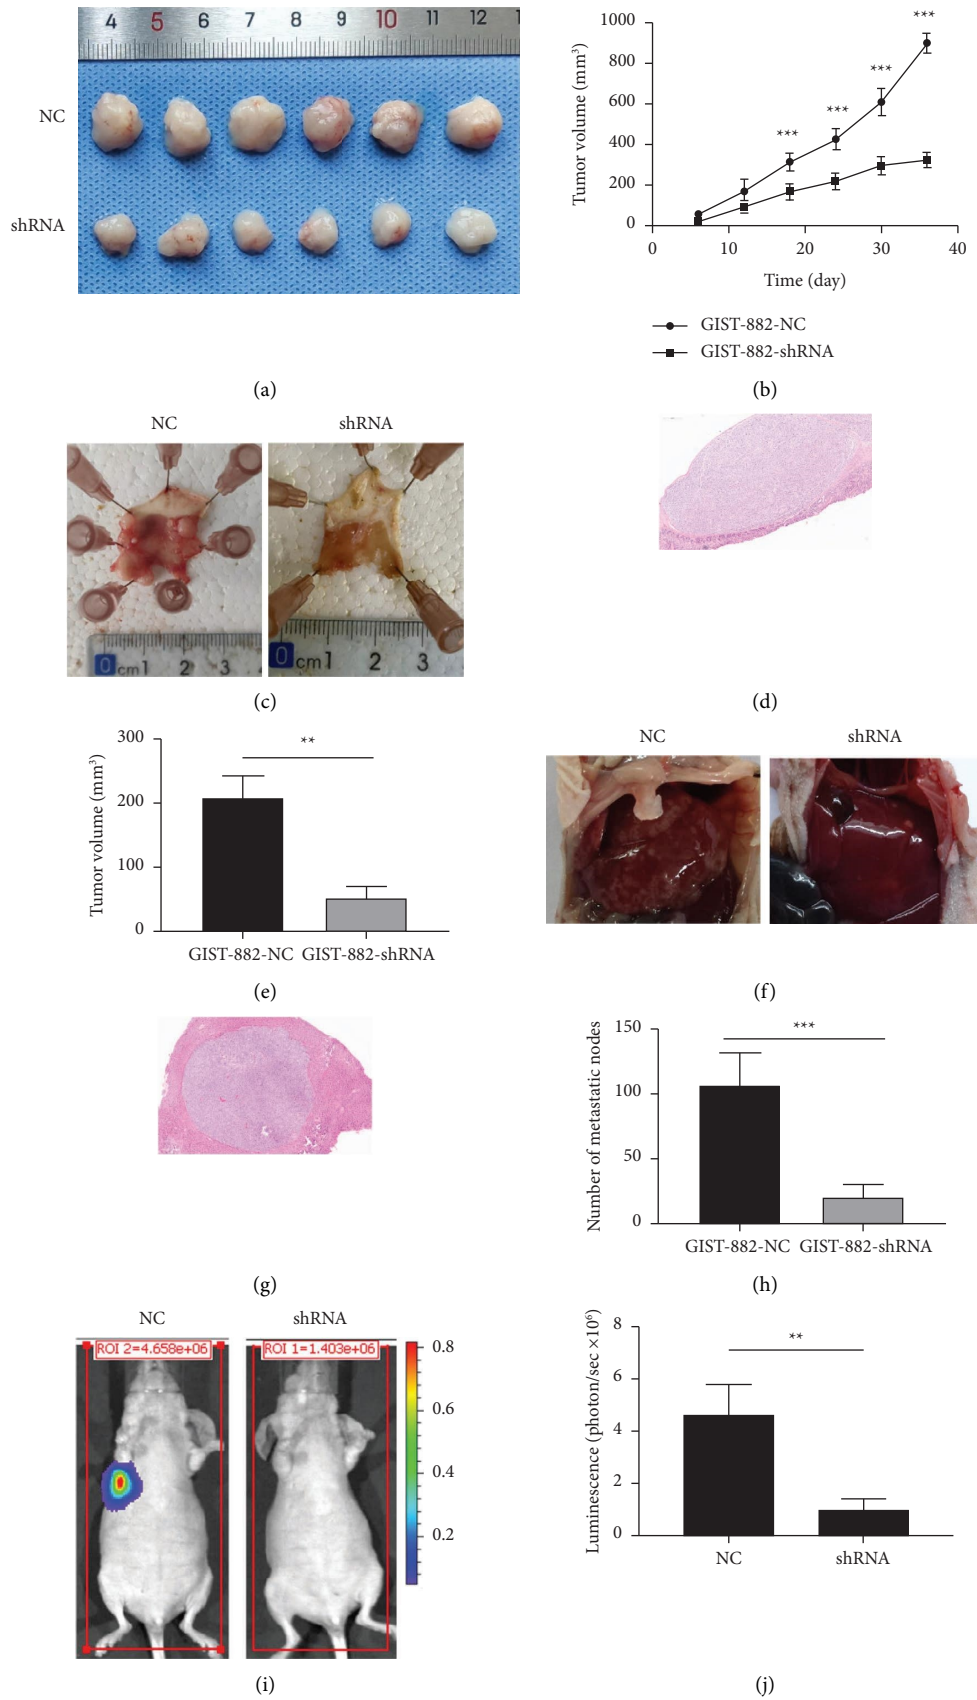 4 5 6 7 8 9 10 11 12
NC
shRNA
(a)
Tumor volume (mm³)
1000
800
600
400
200
0
***
***
***
***
0 10 20 30 40
Time (day)
GIST-882-NC
GIST-882-shRNA
(b)
NC shRNA
0 cm 1 2 3
0 cm 1 2 3
(c)
(d)
Tumor volume (mm³)
300
200
100
0
**
GIST-882-NC GIST-882-shRNA
(e)
NC shRNA
(f)
(g)
Number of metastatic nodes
150
100
50
0
***
GIST-882-NC GIST-882-shRNA
(h)
NC shRNA
ROI 2=4.658e+06 ROI 1=1.403e+06
0.8
0.6
0.4
0.2
(i)
Luminescence (photon/sec ×10⁶)
8
6
4
2
0
**
NC shRNA
(j)